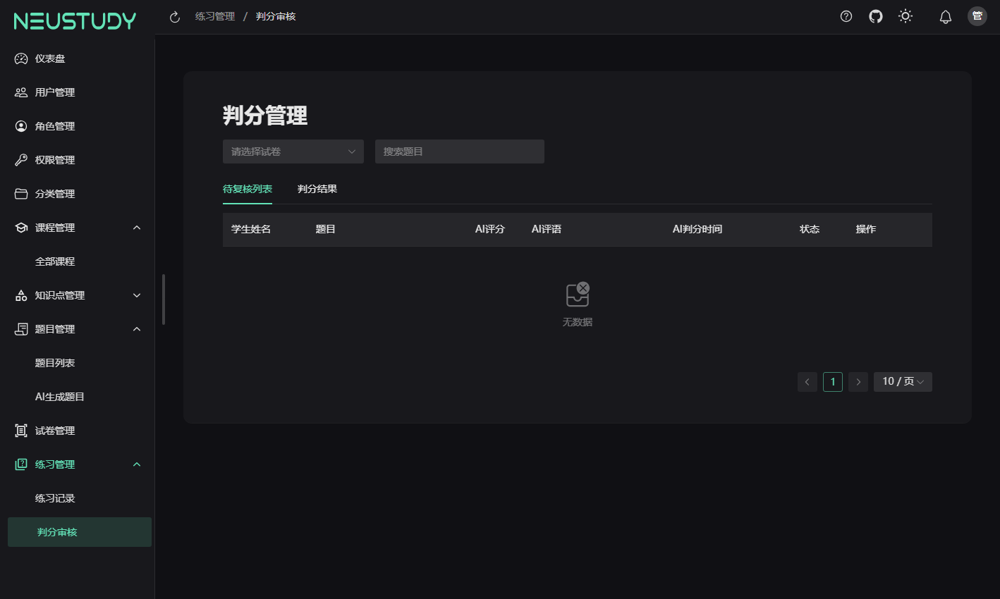 NEUSTUDY
练习管理 / 判分审核
管
仪表盘
用户管理
角色管理
权限管理
分类管理
课程管理
全部课程
知识点管理
题目管理
题目列表
AI生成题目
试卷管理
练习管理
练习记录
判分审核
判分管理
请选择试卷
搜索题目
待复核列表
判分结果
学生姓名 题目 AI评分 AI评语 AI判分时间 状态 操作
无数据
1
10 / 页